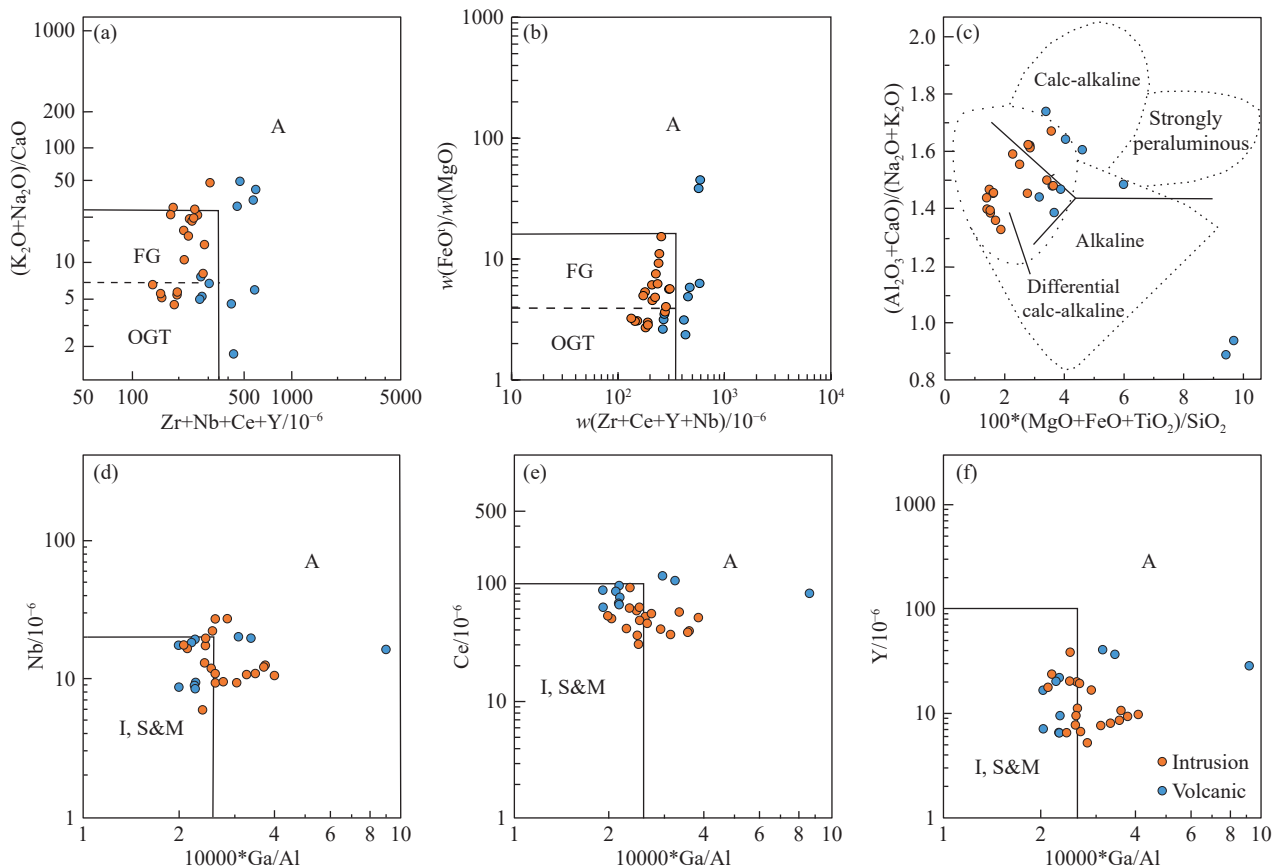 (a)
(K₂O+Na₂O)/CaO
1000
200
100
50
10
5
2
A
FG
OGT
50
100
500
1000
5000
Zr+Nb+Ce+Y/10⁻⁶
(b)
w(FeOᵗ)/w(MgO)
1000
100
10
1
A
FG
OGT
10
10²
10³
10⁴
w(Zr+Ce+Y+Nb)/10⁻⁶
(c)
(Al₂O₃+CaO)/(Na₂O+K₂O)
2.0
1.8
1.6
1.4
1.2
1.0
0.8
Calc-alkaline
Strongly
peraluminous
Alkaline
Differential
calc-alkaline
0
2
4
6
8
10
100*(MgO+FeO+TiO₂)/SiO₂
(d)
Nb/10⁻⁶
100
10
1
A
I, S&M
1
2
4
6
8
10
10000*Ga/Al
(e)
Ce/10⁻⁶
500
100
10
1
A
I, S&M
1
2
4
6
8
10
10000*Ga/Al
(f)
Y/10⁻⁶
1000
100
10
1
A
I, S&M
Intrusion
Volcanic
1
2
4
6
8
10
10000*Ga/Al